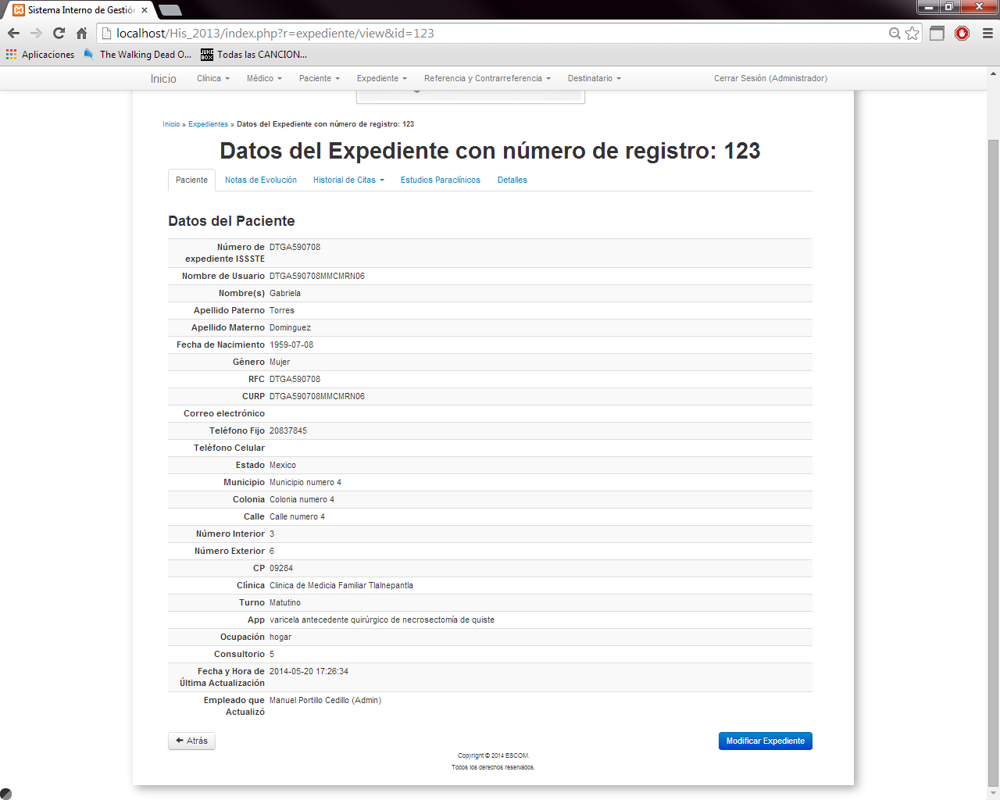 Sistema Interno de Gestión
localhost/His_2013/index.php?r=expediente/view&id=123
Aplicaciones The Walking Dead O... JUKE BOX Todas las CANCION...
Inicio Clínica Médico Paciente Expediente Referencia y Contrarreferencia Destinatario Cerrar Sesión (Administrador)
Inicio » Expedientes » Datos del Expediente con número de registro: 123
Datos del Expediente con número de registro: 123
Paciente Notas de Evolución Historial de Citas Estudios Paraclínicos Detalles
Datos del Paciente
Número de DTGA590708
expediente ISSSTE
Nombre de Usuario DTGA590708MMCMRN06
Nombre(s) Gabriela
Apellido Paterno Torres
Apellido Materno Dominguez
Fecha de Nacimiento 1959-07-08
Género Mujer
RFC DTGA590708
CURP DTGA590708MMCMRN06
Correo electrónico
Teléfono Fijo 20837845
Teléfono Celular
Estado Mexico
Municipio Municipio numero 4
Colonia Colonia numero 4
Calle Calle numero 4
Número Interior 3
Número Exterior 6
CP 09284
Clínica Clinica de Medicia Familiar Tlalnepantla
Turno Matutino
App varicela antecedente quirúrgico de necrosectomía de quiste
Ocupación hogar
Consultorio 5
Fecha y Hora de 2014-05-20 17:26:34
Última Actualización
Empleado que Manuel Portillo Cedillo (Admin)
Actualizó
Atrás Modificar Expediente
Copyright © 2014 ESCOM.
Todos los derechos reservados.